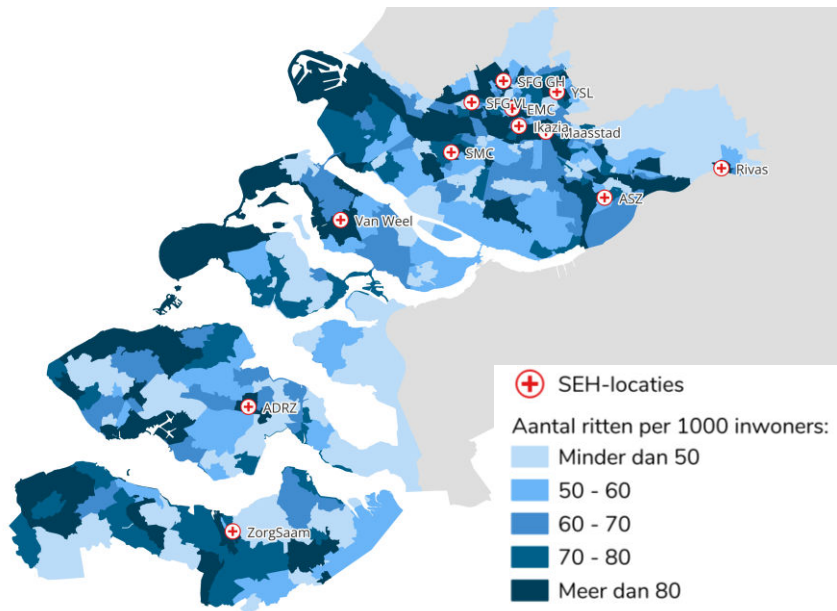 SFG GH
YSL
SFG VL
EMC
Ikazia
Maasstad
SMC
Rivas
ASZ
Van Weel
ADRZ
ZorgSaam
SEH-locaties
Aantal ritten per 1000 inwoners:
Minder dan 50
50 - 60
60 - 70
70 - 80
Meer dan 80